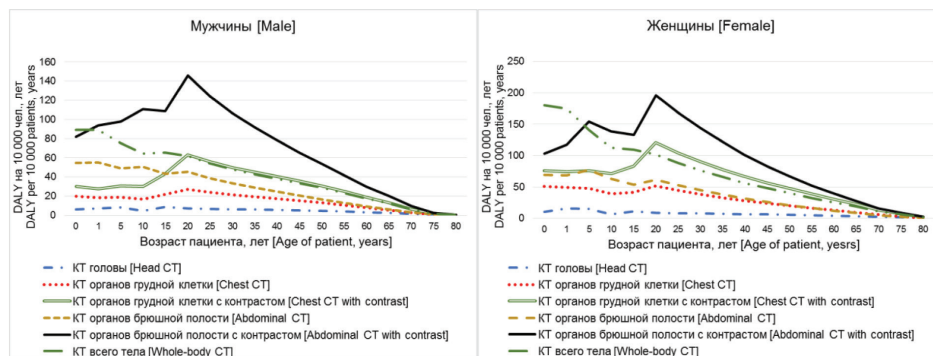 Мужчины [Male]
DALY на 10 000 чел., лет
DALY per 10 000 patients, years
160
140
120
100
80
60
40
20
0
0 1 5 10 15 20 25 30 35 40 45 50 55 60 65 70 75 80
Возраст пациента, лет [Age of patient, years]
КТ головы [Head CT]
КТ органов грудной клетки [Chest CT]
КТ органов грудной клетки с контрастом [Chest CT with contrast]
КТ органов брюшной полости [Abdominal CT]
КТ органов брюшной полости с контрастом [Abdominal CT with contrast]
КТ всего тела [Whole-body CT]
Женщины [Female]
DALY на 10 000 чел., лет
DALY per 10 000 patients, years
250
200
150
100
50
0
0 1 5 10 15 20 25 30 35 40 45 50 55 60 65 70 75 80
Возраст пациента, лет [Age of patient, yesrs]
КТ головы [Head CT]
КТ органов грудной клетки [Chest CT]
КТ органов грудной клетки с контрастом [Chest CT with contrast]
КТ органов брюшной полости [Abdominal CT]
КТ органов брюшной полости с контрастом [Abdominal CT with contrast]
КТ всего тела [Whole-body CT]